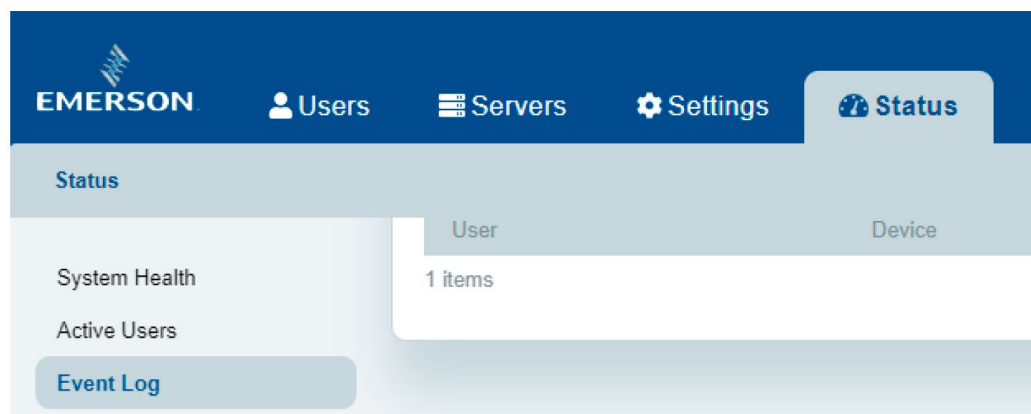 EMERSON
Users Servers Settings Status
Status
User Device
System Health
1 items
Active Users
Event Log